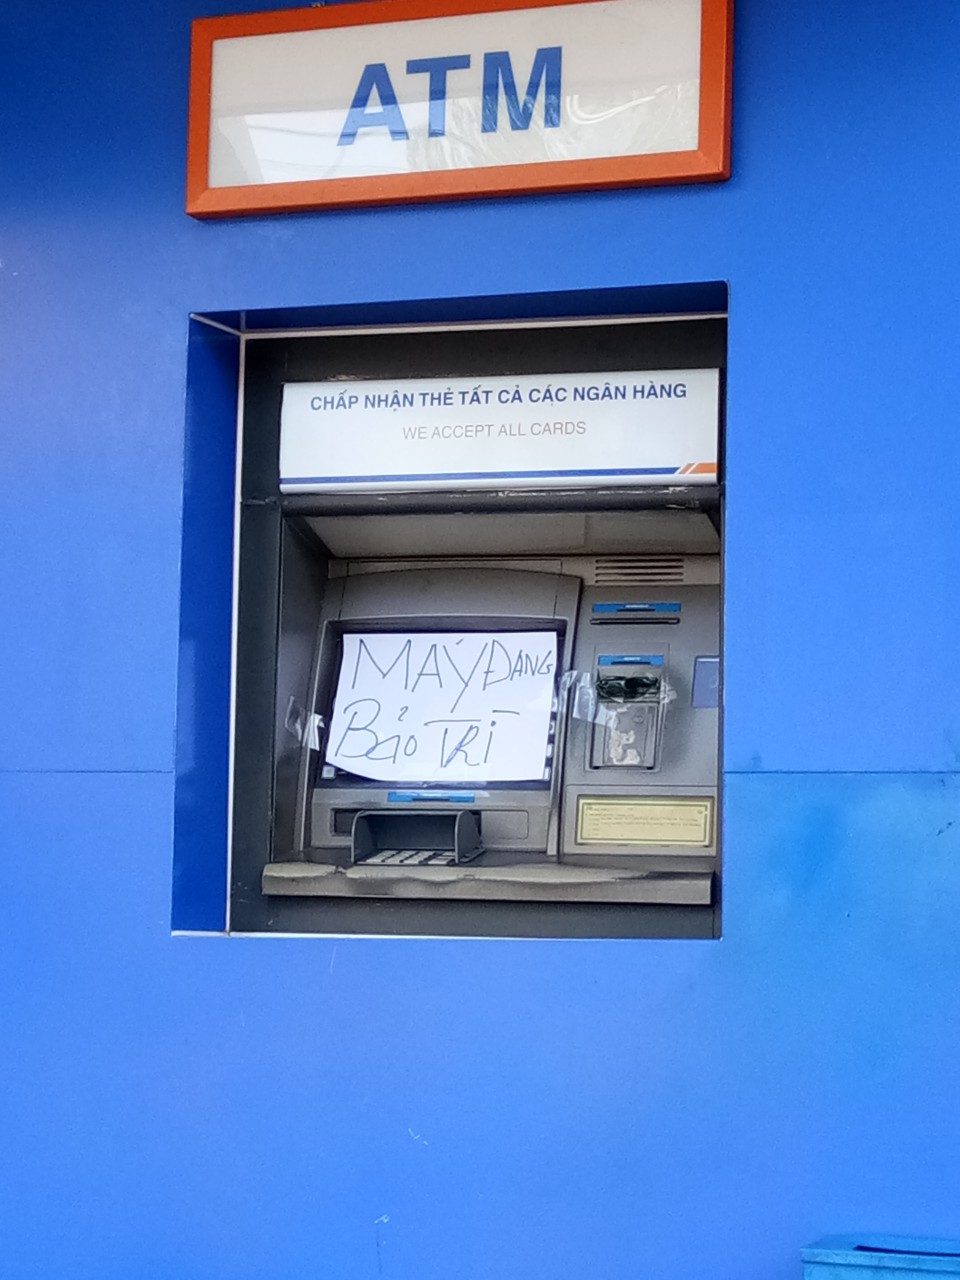 ATM
CHẤP NHẬN THẺ TẤT CẢ CÁC NGÂN HÀNG
WE ACCEPT ALL CARDS
MÁY ĐANG
BẢO TRÌ